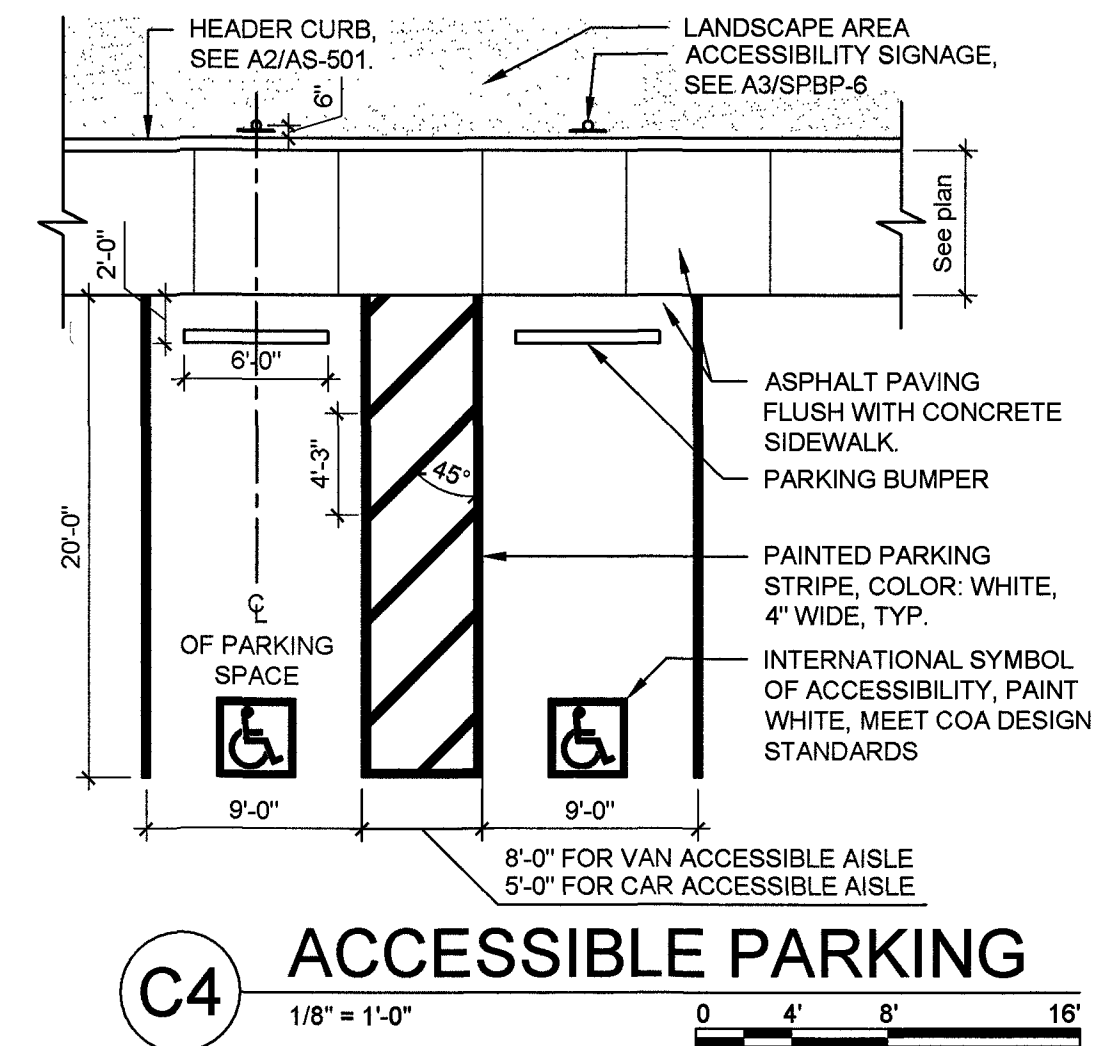 HEADER CURB,
SEE A2/AS-501.
LANDSCAPE AREA
ACCESSIBILITY SIGNAGE,
SEE A3/SPBP-6
6"
2'-0"
See plan
6'-0"
4'-3"
45°
20'-0"
ASPHALT PAVING
FLUSH WITH CONCRETE
SIDEWALK.
PARKING BUMPER
PAINTED PARKING
STRIPE, COLOR: WHITE,
4" WIDE, TYP.
℄
OF PARKING
SPACE
INTERNATIONAL SYMBOL
OF ACCESSIBILITY, PAINT
WHITE, MEET COA DESIGN
STANDARDS
9'-0"
9'-0"
8'-0" FOR VAN ACCESSIBLE AISLE
5'-0" FOR CAR ACCESSIBLE AISLE
C4
ACCESSIBLE PARKING
1/8" = 1'-0"
0 4' 8' 16'